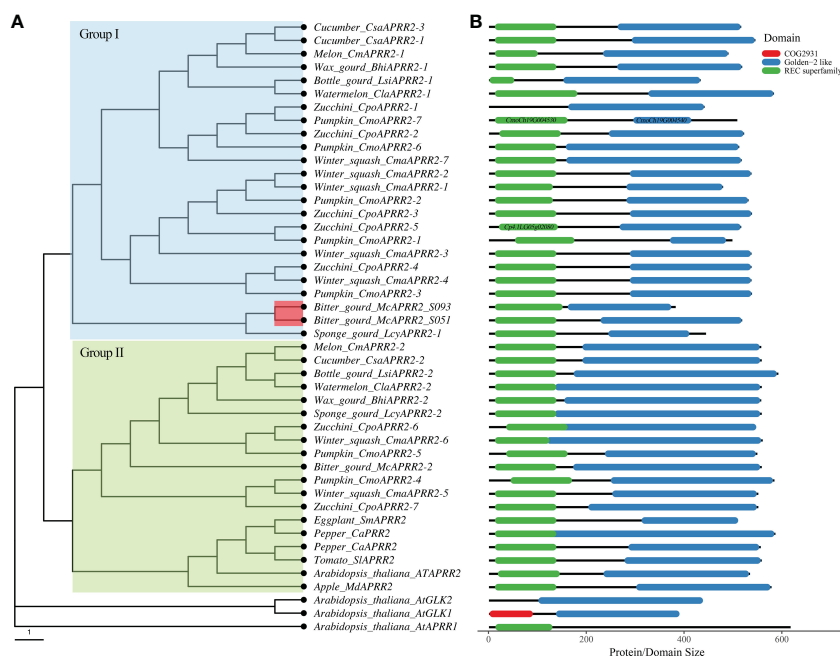 A
B
Group I
Cucumber_CsaAPRR2-3
Cucumber_CsaAPRR2-1
Melon_CmAPRR2-1
Wax_gourd_BhiAPRR2-1
Bottle_gourd_LsiAPRR2-1
Watermelon_ClaAPRR2-1
Zucchini_CpoAPRR2-1
Pumpkin_CmoAPRR2-7
Zucchini_CpoAPRR2-2
Pumpkin_CmoAPRR2-6
Winter_squash_CmaAPRR2-7
Winter_squash_CmaAPRR2-2
Winter_squash_CmaAPRR2-1
Pumpkin_CmoAPRR2-2
Zucchini_CpoAPRR2-3
Zucchini_CpoAPRR2-5
Pumpkin_CmoAPRR2-1
Winter_squash_CmaAPRR2-3
Zucchini_CpoAPRR2-4
Winter_squash_CmaAPRR2-4
Pumpkin_CmoAPRR2-3
Bitter_gourd_McAPRR2_S093
Bitter_gourd_McAPRR2_S051
Sponge_gourd_LcyAPRR2-1
Group II
Melon_CmAPRR2-2
Cucumber_CsaAPRR2-2
Bottle_gourd_LsiAPRR2-2
Watermelon_ClaAPRR2-2
Wax_gourd_BhiAPRR2-2
Sponge_gourd_LcyAPRR2-2
Zucchini_CpoAPRR2-6
Winter_squash_CmaAPRR2-6
Pumpkin_CmoAPRR2-5
Bitter_gourd_McAPRR2-2
Pumpkin_CmoAPRR2-4
Winter_squash_CmaAPRR2-5
Zucchini_CpoAPRR2-7
Eggplant_SmAPRR2
Pepper_CaPRR2
Pepper_CaAPRR2
Tomato_SlAPRR2
Arabidopsis_thaliana_ATAPRR2
Apple_MdAPRR2
Arabidopsis_thaliana_AtGLK2
Arabidopsis_thaliana_AtGLK1
Arabidopsis_thaliana_AtAPRR1
1
Domain
COG2931
Golden-2 like
REC superfamily
CmoCh19G004530 CmoCh19G004540
Cp4.1LG05g02080
0 200 400 600
Protein/Domain Size